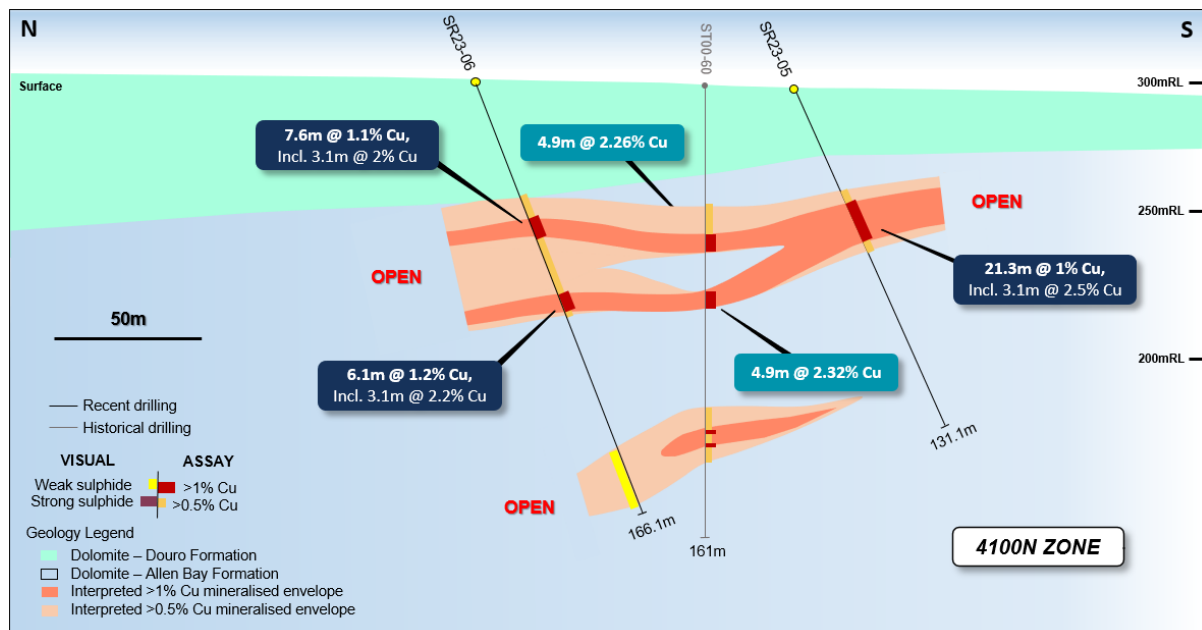 N
S
SR23-06
ST00-60
SR23-05
Surface
300mRL
7.6m @ 1.1% Cu,
Incl. 3.1m @ 2% Cu
4.9m @ 2.26% Cu
OPEN
250mRL
OPEN
21.3m @ 1% Cu,
Incl. 3.1m @ 2.5% Cu
50m
6.1m @ 1.2% Cu,
Incl. 3.1m @ 2.2% Cu
4.9m @ 2.32% Cu
200mRL
Recent drilling
Historical drilling
131.1m
VISUAL ASSAY
Weak sulphide >1% Cu
Strong sulphide >0.5% Cu
OPEN
166.1m
161m
Geology Legend
Dolomite – Douro Formation
Dolomite – Allen Bay Formation
Interpreted >1% Cu mineralised envelope
Interpreted >0.5% Cu mineralised envelope
4100N ZONE